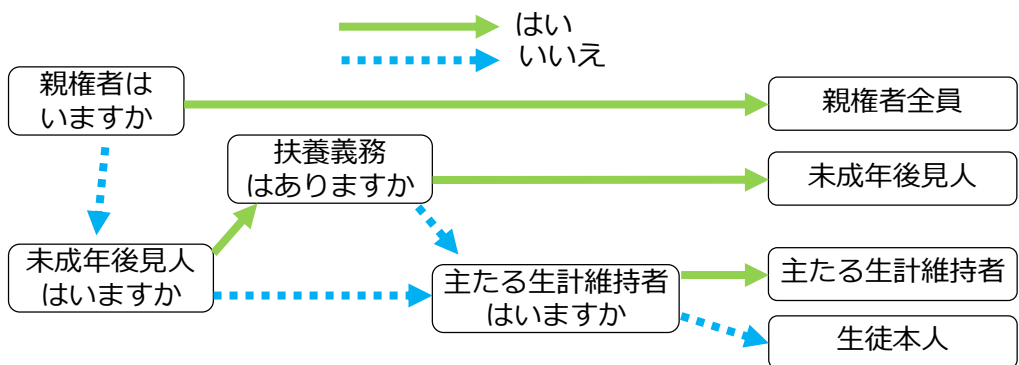 はい
いいえ
親権者は
いますか
親権者全員
扶養義務
はありますか
未成年後見人
未成年後見人
はいますか
主たる生計維持者
はいますか
主たる生計維持者
生徒本人